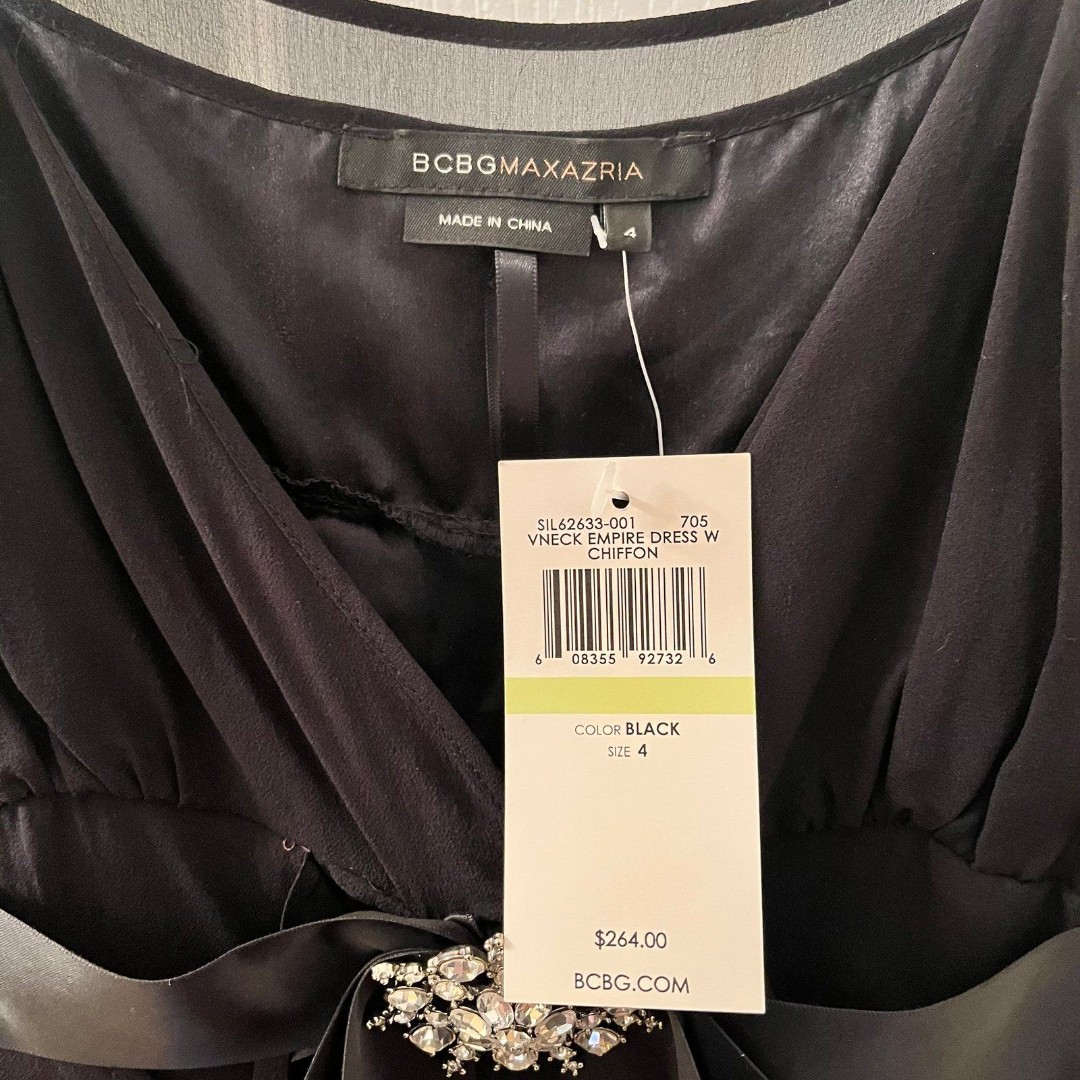 BCBGMAXAZRIA
MADE IN CHINA
4
SIL62633-001 705
VNECK EMPIRE DRESS W
CHIFFON
6 08355 92732 6
COLOR BLACK
SIZE 4
$264.00
BCBG.COM